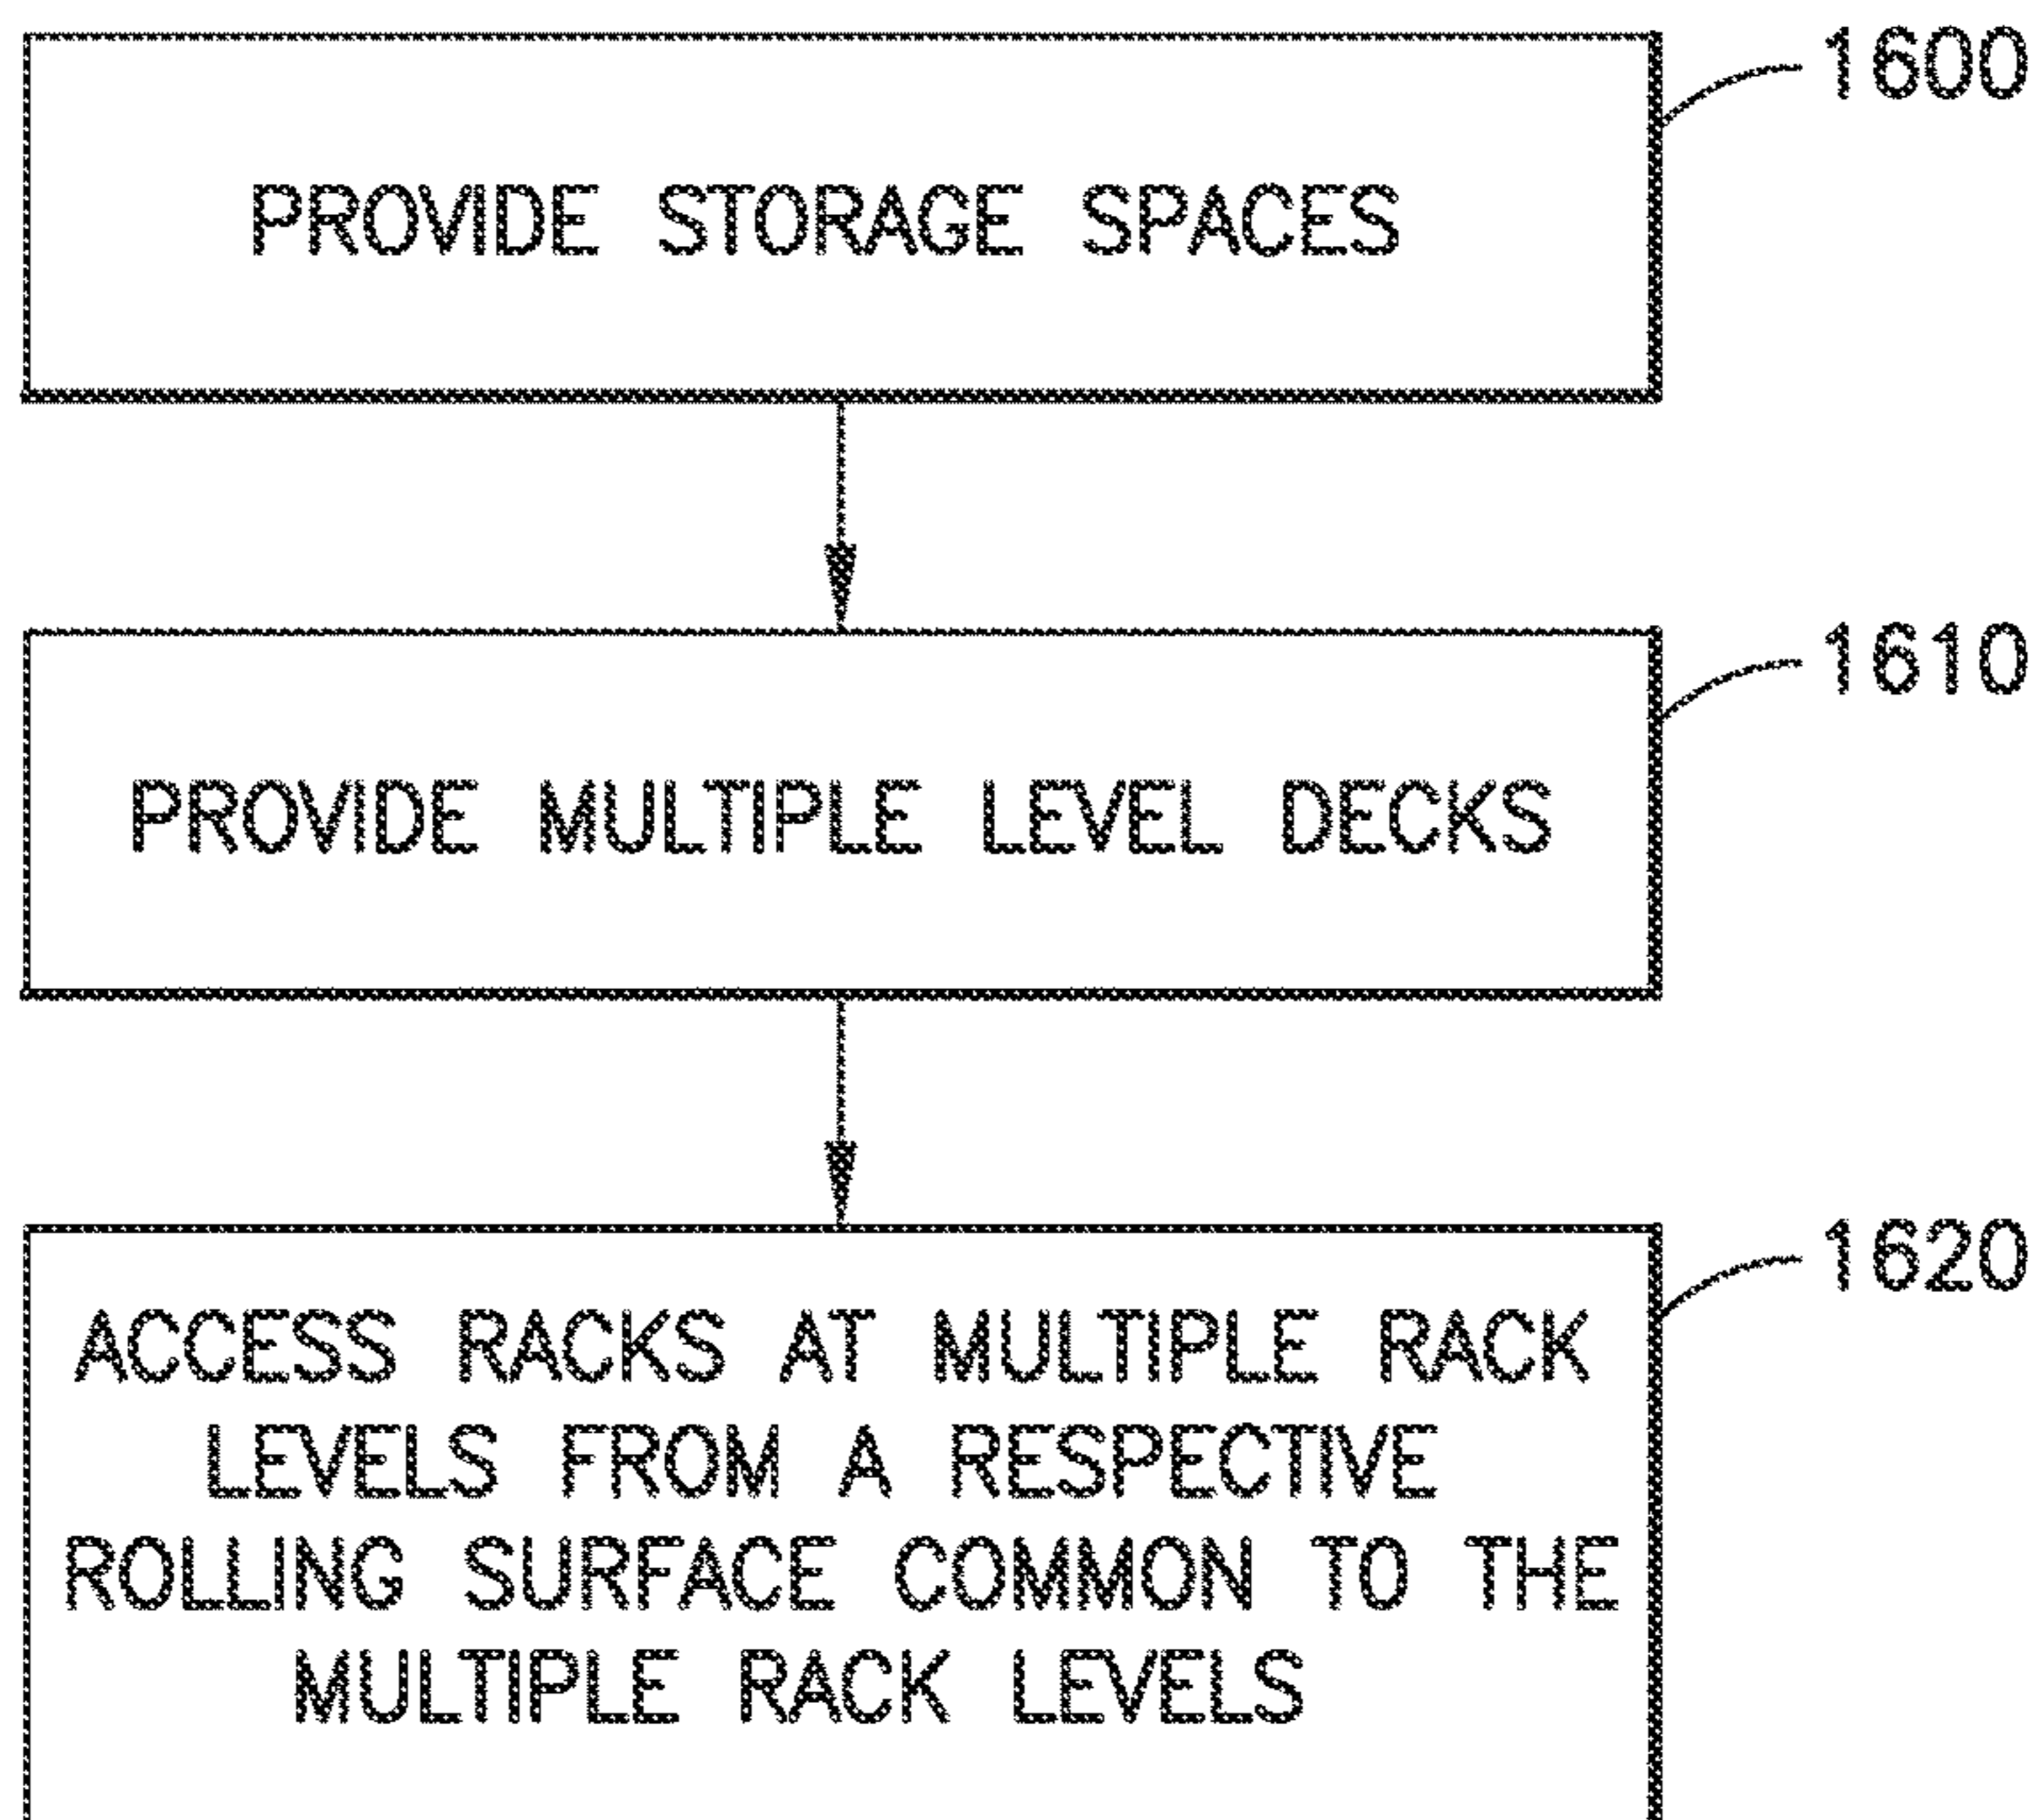 1600
PROVIDE STORAGE SPACES
1610
PROVIDE MULTIPLE LEVEL DECKS
1620
ACCESS RACKS AT MULTIPLE RACK
LEVELS FROM A RESPECTIVE
ROLLING SURFACE COMMON TO THE
MULTIPLE RACK LEVELS